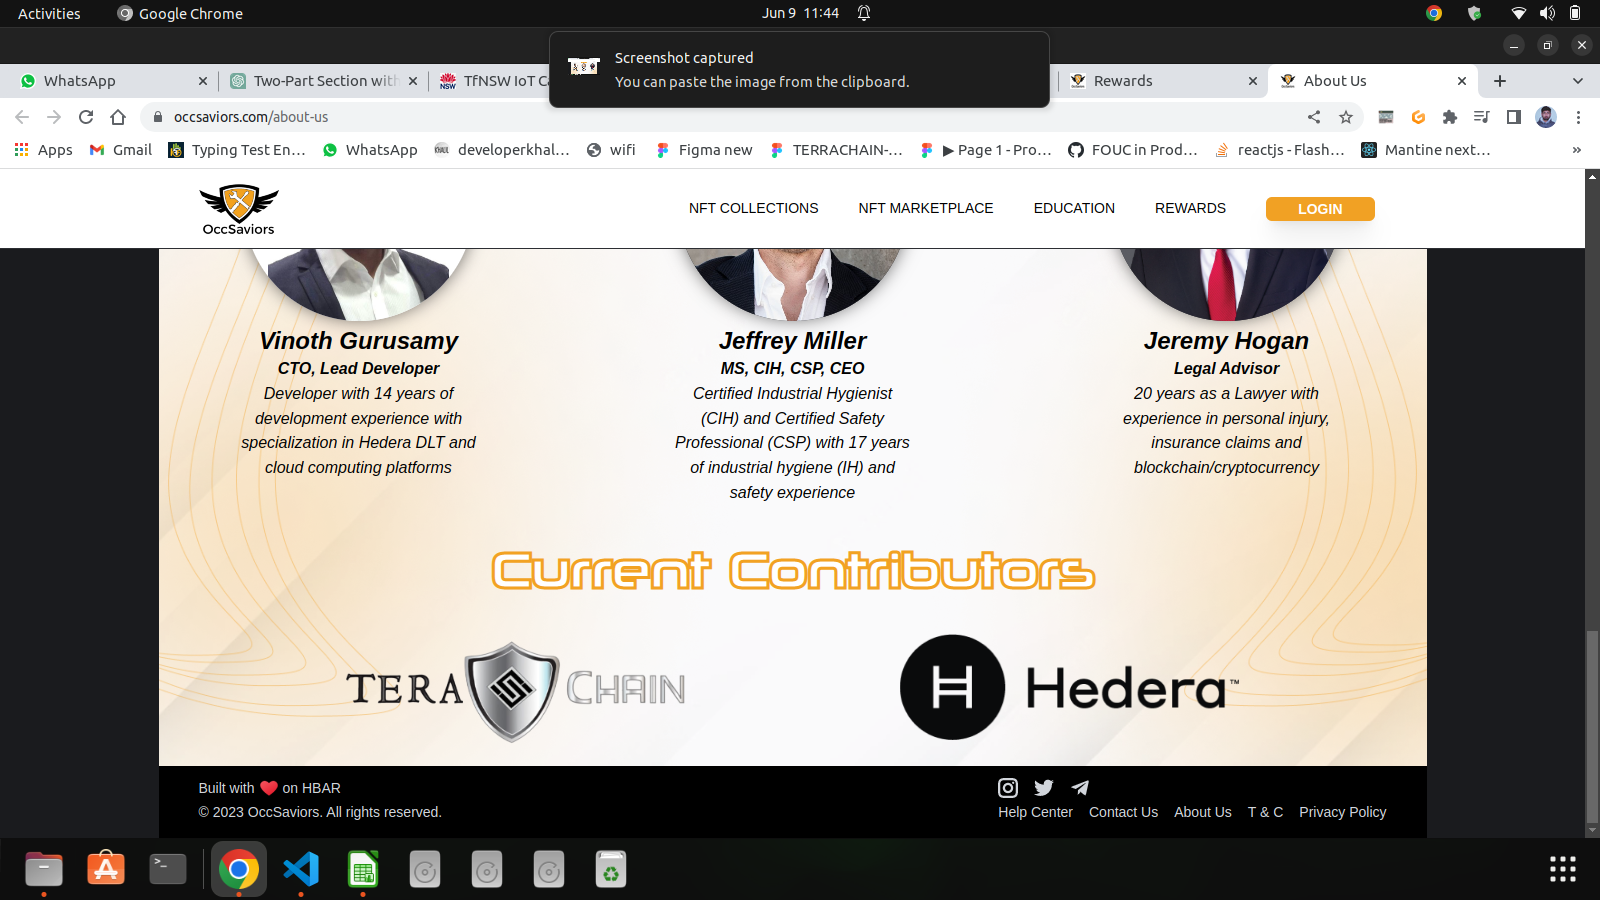 Activities
Google Chrome
Jun 9 11:44
Screenshot captured
You can paste the image from the clipboard.
WhatsApp
Two-Part Section with
TfNSW IoT Ca
Rewards
About Us
occsaviors.com/about-us
Apps
Gmail
Typing Test En…
WhatsApp
developerkhal…
wifi
Figma new
TERRACHAIN-…
▶ Page 1 - Pro…
FOUC in Prod…
reactjs - Flash…
Mantine next…
»
OccSaviors
NFT COLLECTIONS
NFT MARKETPLACE
EDUCATION
REWARDS
LOGIN
Vinoth Gurusamy
CTO, Lead Developer
Developer with 14 years of
development experience with
specialization in Hedera DLT and
cloud computing platforms
Jeffrey Miller
MS, CIH, CSP, CEO
Certified Industrial Hygienist
(CIH) and Certified Safety
Professional (CSP) with 17 years
of industrial hygiene (IH) and
safety experience
Jeremy Hogan
Legal Advisor
20 years as a Lawyer with
experience in personal injury,
insurance claims and
blockchain/cryptocurrency
Current Contributors
TERA CHAIN
H Hedera™
Built with ❤️ on HBAR
© 2023 OccSaviors. All rights reserved.
Help Center
Contact Us
About Us
T & C
Privacy Policy